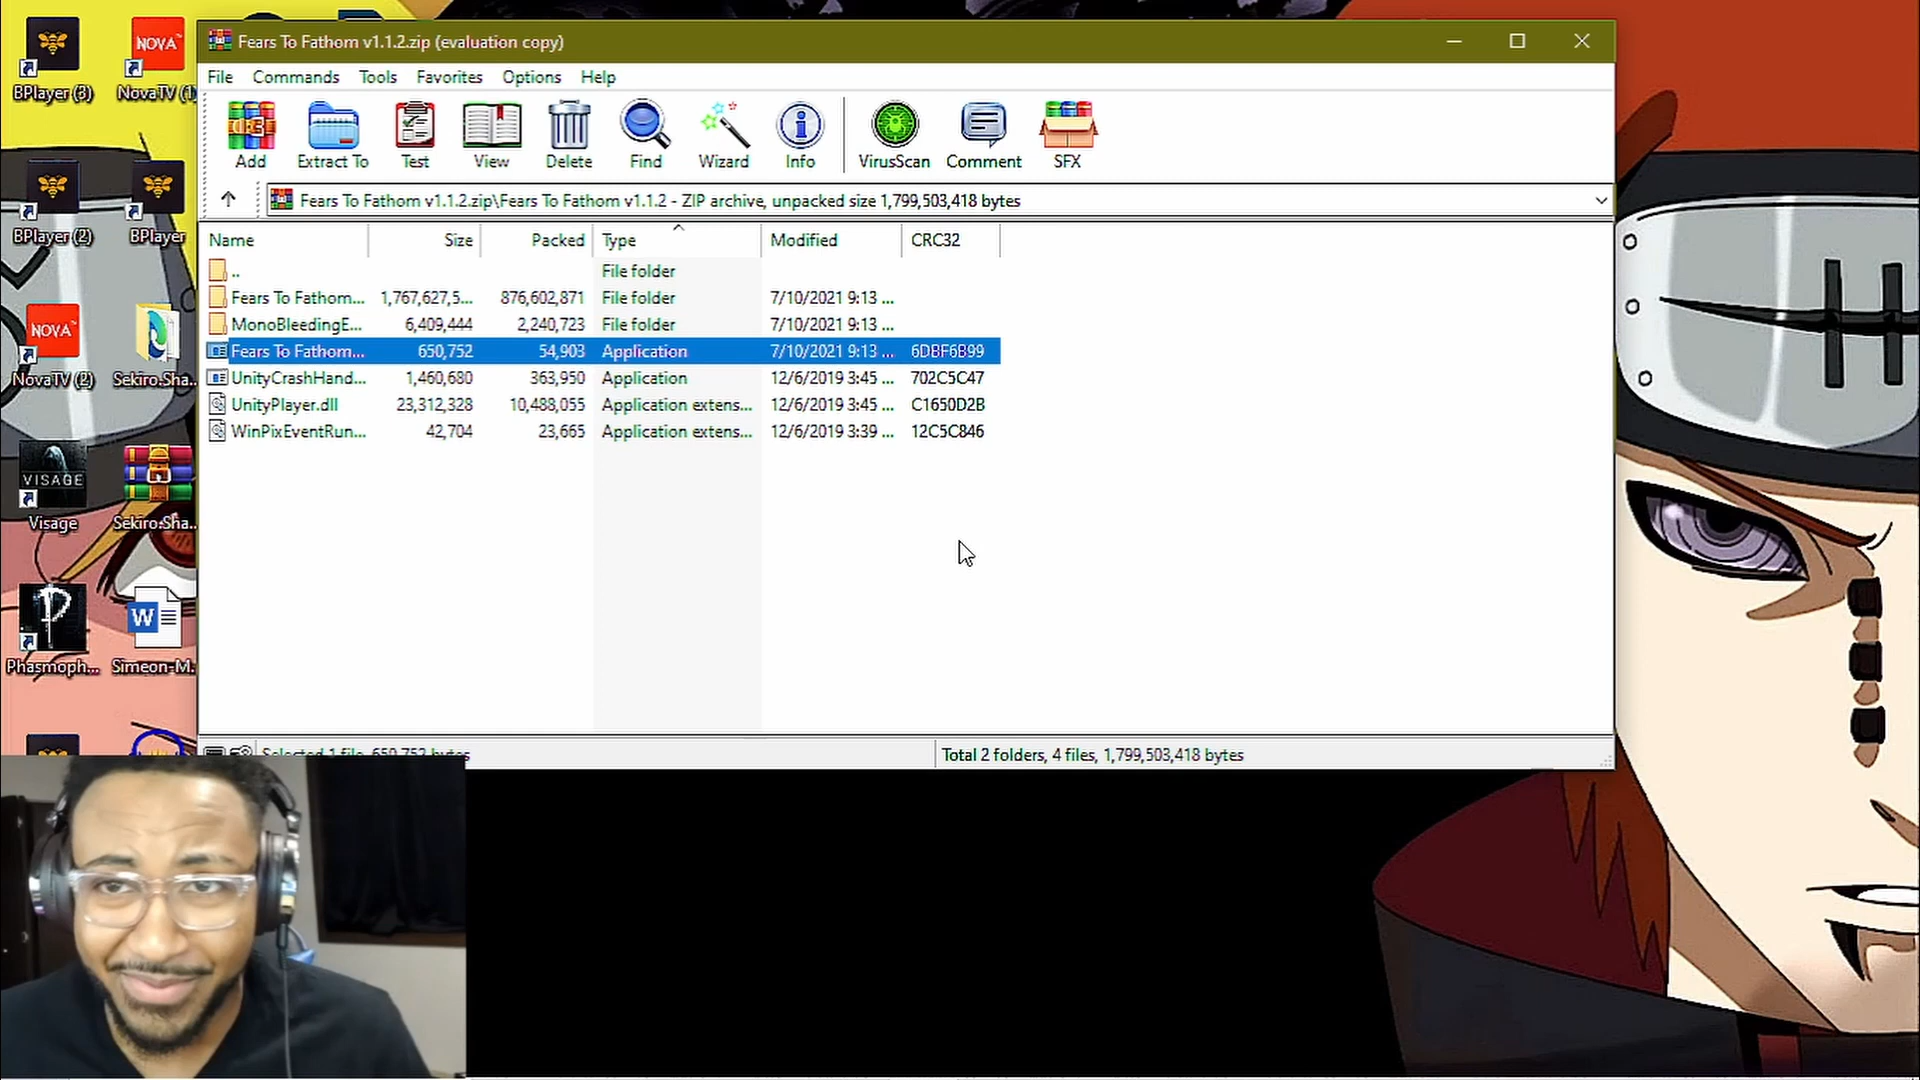 BPlayer (3)
NovaTV (1)
BPlayer (2)
BPlayer
NOVA
NovaTV (2)
Sekiro.Sha...
VISAGE
Visage
Sekiro.Sha...
Phasmoph...
Simeon-M...
Fears To Fathom v1.1.2.zip (evaluation copy)
File Commands Tools Favorites Options Help
Add Extract To Test View Delete Find Wizard Info VirusScan Comment SFX
Fears To Fathom v1.1.2.zip\Fears To Fathom v1.1.2 - ZIP archive, unpacked size 1,799,503,418 bytes
Name Size Packed Type Modified CRC32
.. File folder
Fears To Fathom... 1,767,627,5... 876,602,871 File folder 7/10/2021 9:13 ...
MonoBleedingE... 6,409,444 2,240,723 File folder 7/10/2021 9:13 ...
Fears To Fathom... 650,752 54,903 Application 7/10/2021 9:13 ... 6DBF6B99
UnityCrashHand... 1,460,680 363,950 Application 12/6/2019 3:45 ... 702C5C47
UnityPlayer.dll 23,312,328 10,488,055 Application extens... 12/6/2019 3:45 ... C1650D2B
WinPixEventRun... 42,704 23,665 Application extens... 12/6/2019 3:39 ... 12C5C846
Selected 1 file, 650,752 bytes
Total 2 folders, 4 files, 1,799,503,418 bytes